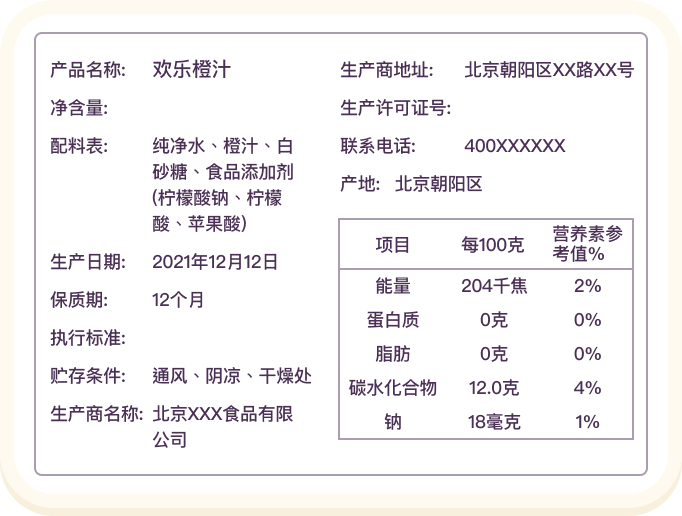 产品名称: 欢乐橙汁
净含量:
配料表: 纯净水、橙汁、白
砂糖、食品添加剂
(柠檬酸钠、柠檬
酸、苹果酸)
生产日期: 2021年12月12日
保质期: 12个月
执行标准:
贮存条件: 通风、阴凉、干燥处
生产商名称: 北京XXX食品有限
公司
生产商地址: 北京朝阳区XX路XX号
生产许可证号:
联系电话: 400XXXXXX
产地: 北京朝阳区
项目 每100克 营养素参
考值%
能量 204千焦 2%
蛋白质 0克 0%
脂肪 0克 0%
碳水化合物 12.0克 4%
钠 18毫克 1%